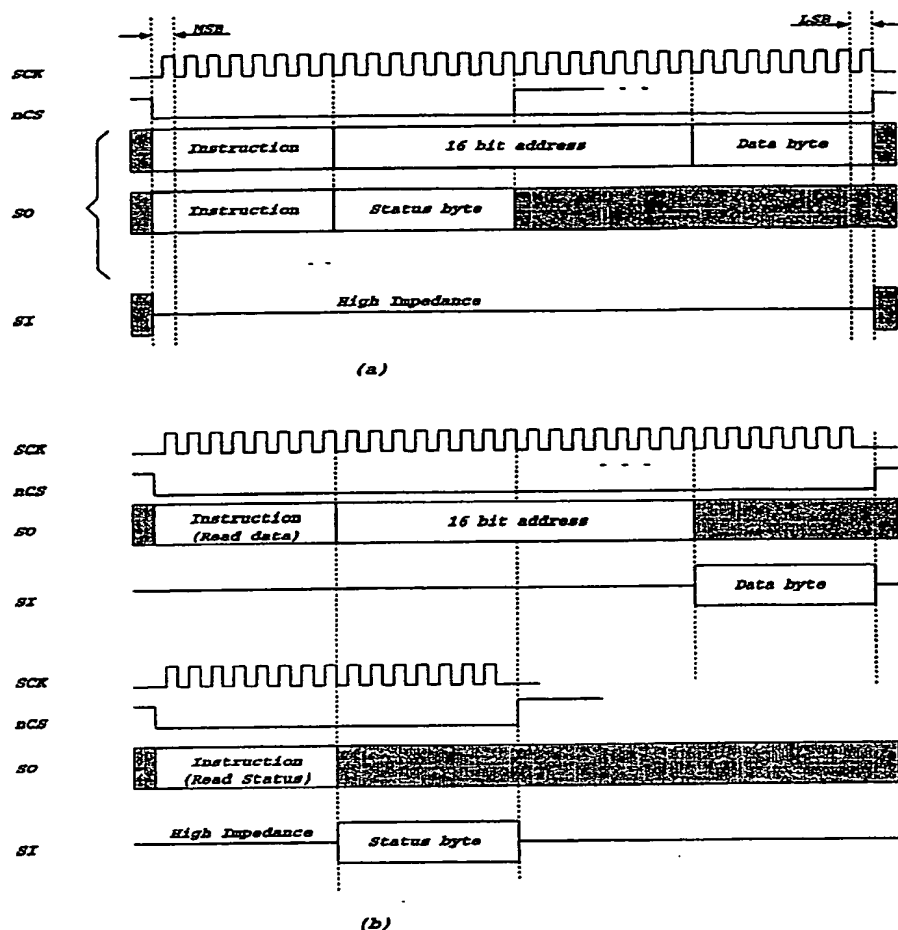 MSB LSB
SCK
nCS
Instruction 16 bit address Data byte
SO Instruction Status byte
High Impedance
SI
(a)
SCK
nCS
SO Instruction (Read data) 16 bit address
SI Data byte
SCK
nCS
SO Instruction (Read Status)
High Impedance Status byte
SI
(b)